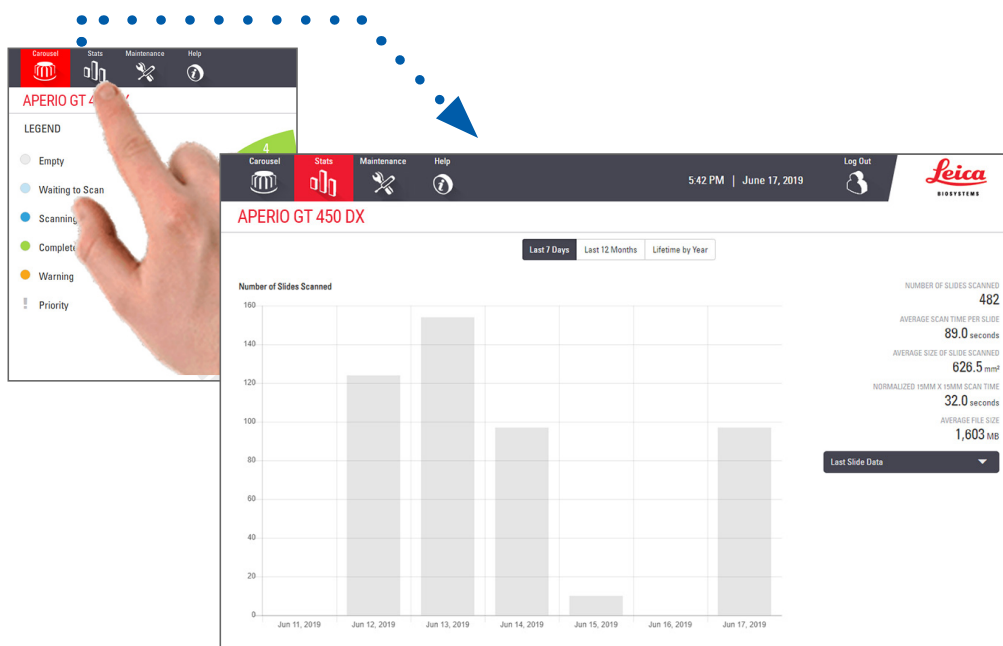 Carousel Stats Maintenance Help
APERIO GT 4
LEGEND
4
Empty
Waiting to Scan
Scanning
Complete
Warning
! Priority
Carousel Stats Maintenance Help
5:42 PM | June 17, 2019
Log Out
Leica
BIOSYSTEMS
APERIO GT 450 DX
Last 7 Days Last 12 Months Lifetime by Year
Number of Slides Scanned
160
140
120
100
80
60
40
20
0
Jun 11, 2019 Jun 12, 2019 Jun 13, 2019 Jun 14, 2019 Jun 15, 2019 Jun 16, 2019 Jun 17, 2019
NUMBER OF SLIDES SCANNED
482
AVERAGE SCAN TIME PER SLIDE
89.0 seconds
AVERAGE SIZE OF SLIDE SCANNED
626.5 mm²
NORMALIZED 15MM X 15MM SCAN TIME
32.0 seconds
AVERAGE FILE SIZE
1,603 MB
Last Slide Data